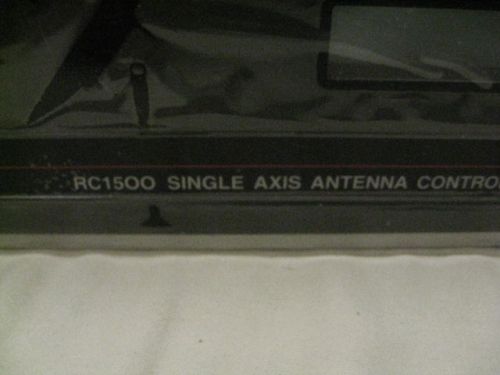 RC1500 SINGLE AXIS ANTENNA CONTRO